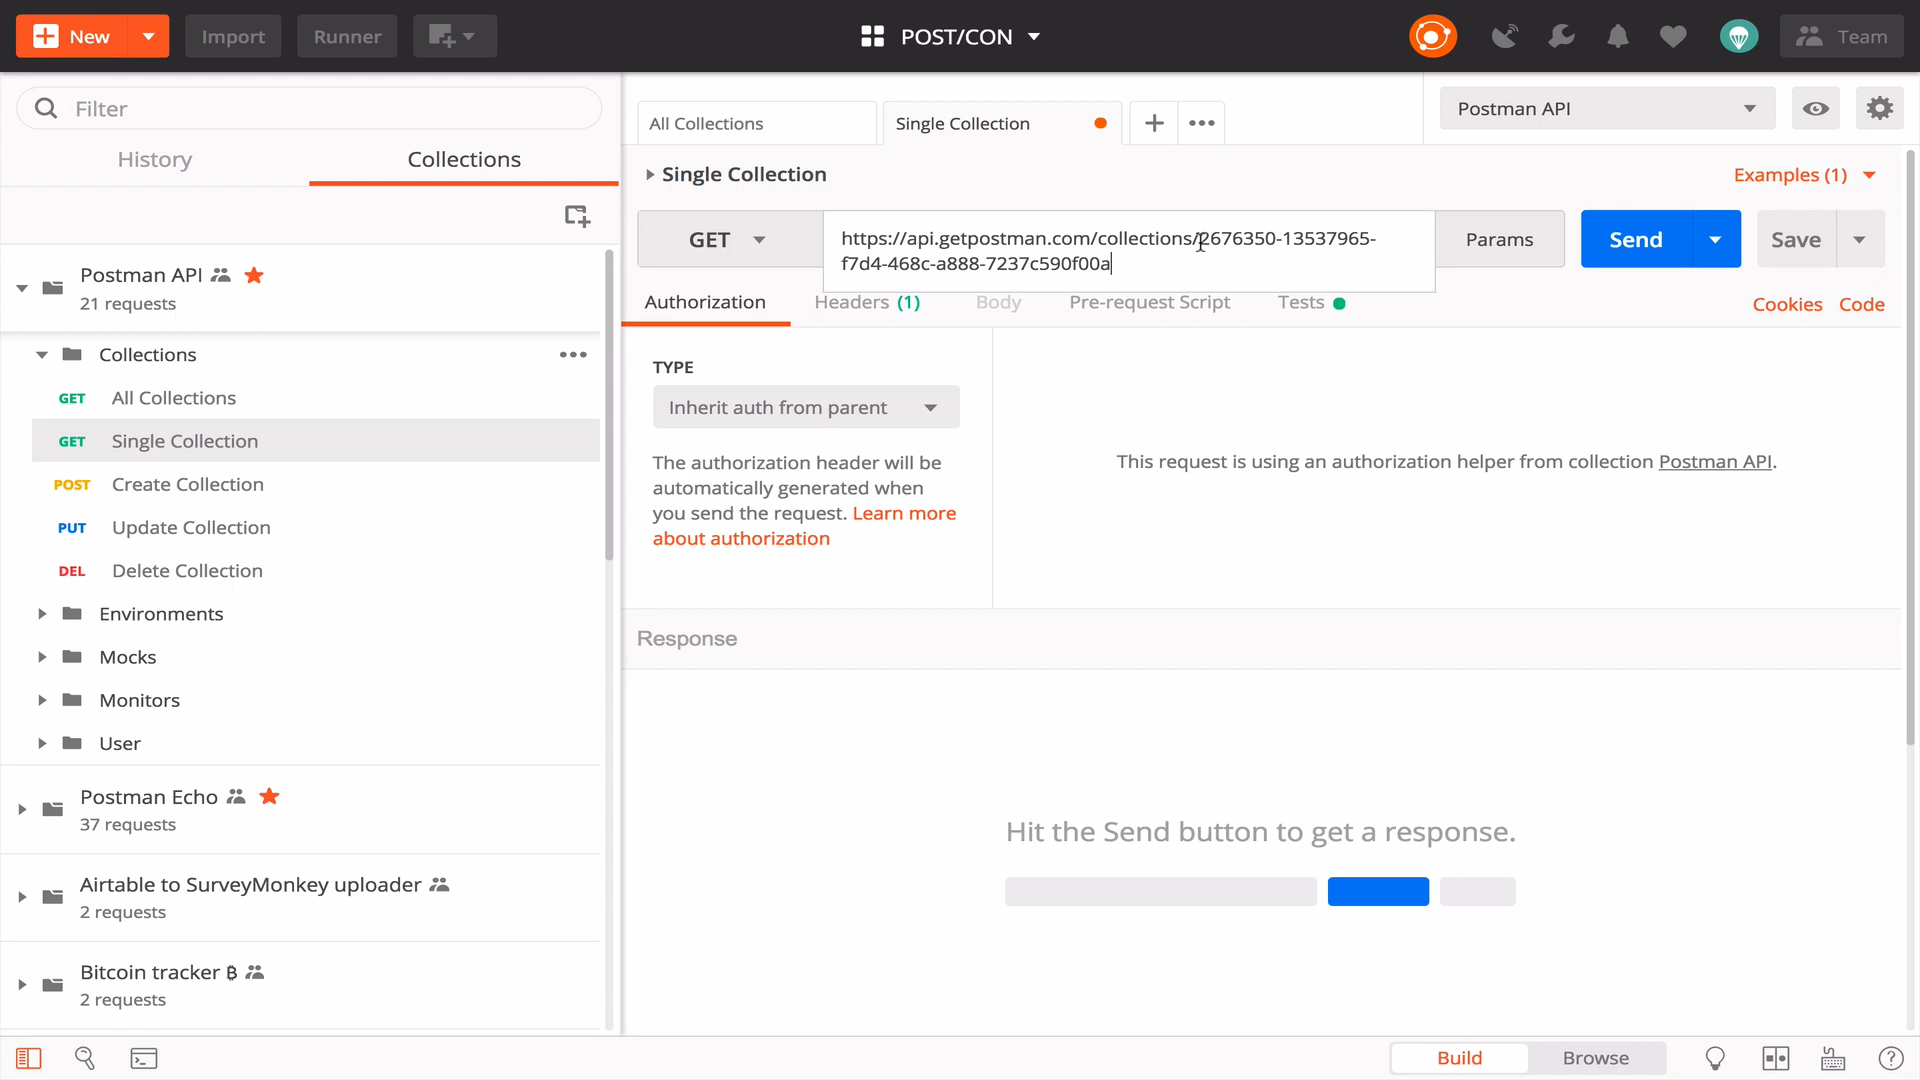 New
Import
Runner
POST/CON
Team
Filter
History
Collections
Postman API
21 requests
Collections
GET All Collections
GET Single Collection
POST Create Collection
PUT Update Collection
DEL Delete Collection
Environments
Mocks
Monitors
User
Postman Echo
37 requests
Airtable to SurveyMonkey uploader
2 requests
Bitcoin tracker ₿
2 requests
All Collections
Single Collection
Postman API
Single Collection
Examples (1)
GET
https://api.getpostman.com/collections/2676350-13537965-
f7d4-468c-a888-7237c590f00a
Params
Send
Save
Authorization
Headers (1)
Body
Pre-request Script
Tests
Cookies
Code
TYPE
Inherit auth from parent
The authorization header will be
automatically generated when
you send the request. Learn more
about authorization
This request is using an authorization helper from collection Postman API.
Response
Hit the Send button to get a response.
Build
Browse